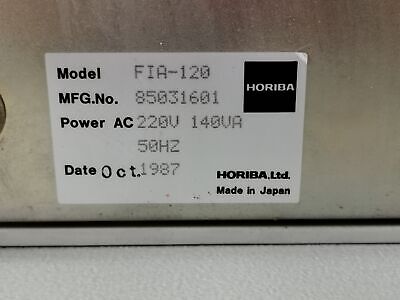 Model FIA-120
HORIBA
MFG.No. 85031601
Power AC 220V 140VA
50HZ
Date Oct. 1987
HORIBA,Ltd.
Made in Japan